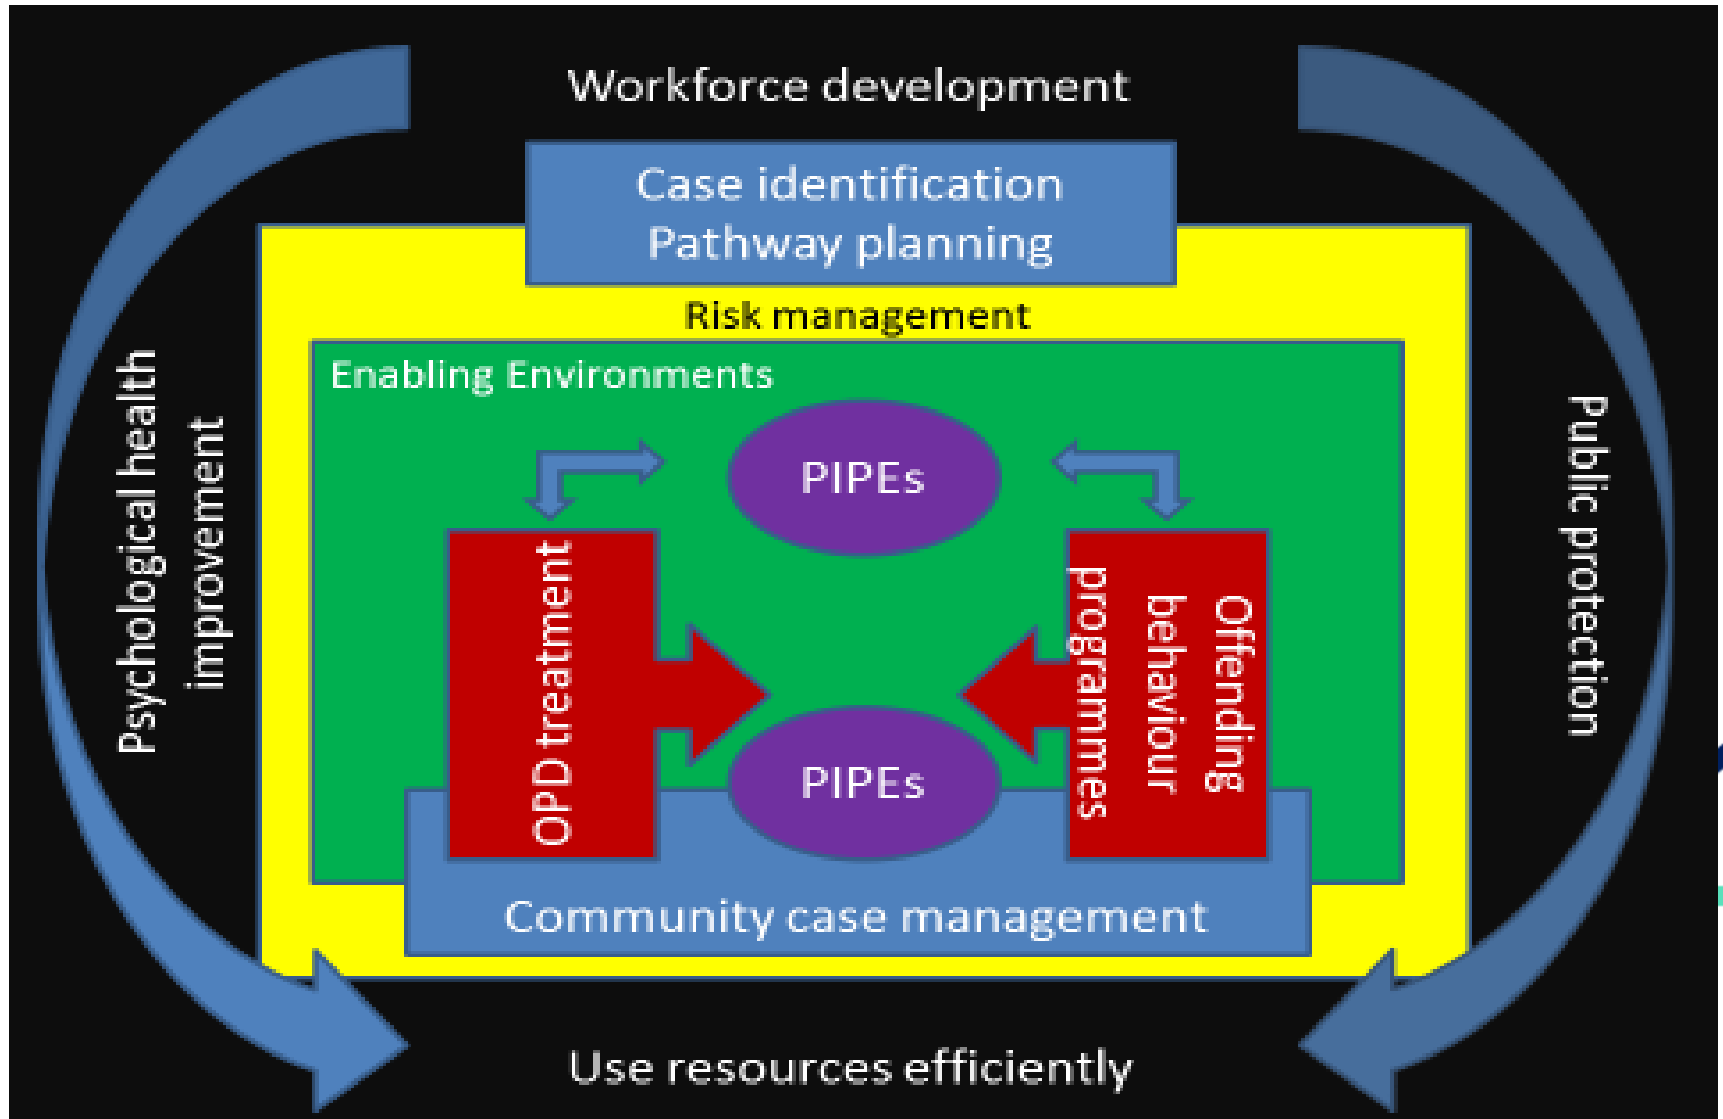 Workforce development
Case identification
Pathway planning
Risk management
Enabling Environments
PIPEs
Psychological health
improvement
OPD treatment
Offending
behaviour
programmes
Public protection
PIPEs
Community case management
Use resources efficiently